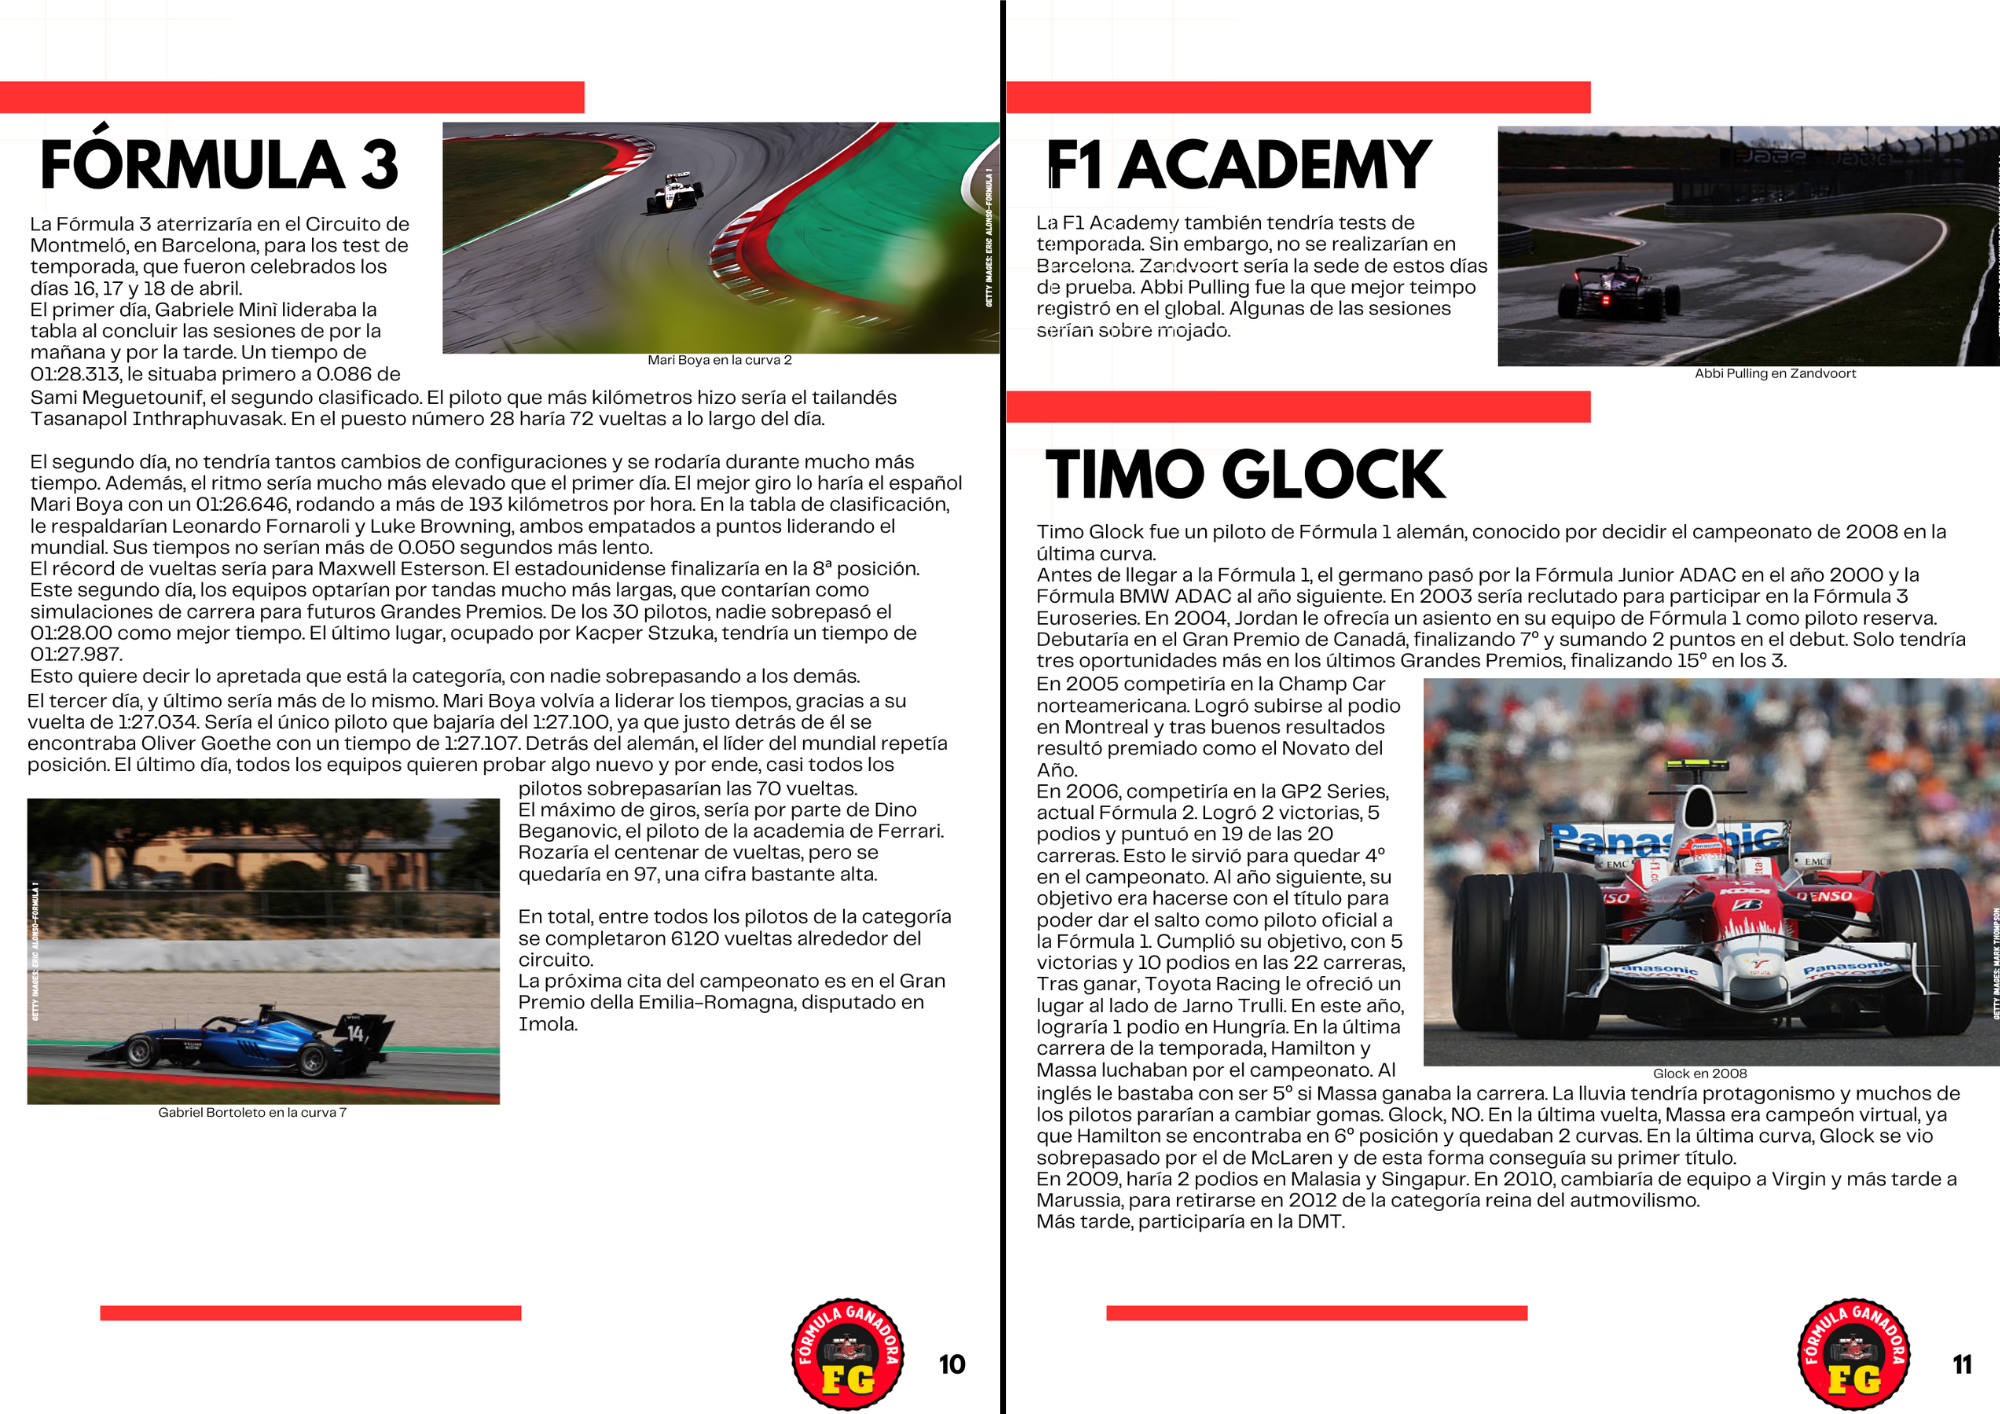 FÓRMULA 3
La Fórmula 3 aterrizaría en el Circuito de
Montmeló, en Barcelona, para los test de
temporada, que fueron celebrados los
días 16, 17 y 18 de abril.
El primer día, Gabriele Minì lideraba la
tabla al concluir las sesiones de por la
mañana y por la tarde. Un tiempo de
01:28.313, le situaba primero a 0.086 de
Sami Meguetounif, el segundo clasificado. El piloto que más kilómetros hizo sería el tailandés
Tasanapol Inthraphuvasak. En el puesto número 28 haría 72 vueltas a lo largo del día.
GETTY IMAGES: ERIC ALONSO-FORMULA 1
Mari Boya en la curva 2
El segundo día, no tendría tantos cambios de configuraciones y se rodaría durante mucho más
tiempo. Además, el ritmo sería mucho más elevado que el primer día. El mejor giro lo haría el español
Mari Boya con un 01:26.646, rodando a más de 193 kilómetros por hora. En la tabla de clasificación,
le respaldarían Leonardo Fornaroli y Luke Browning, ambos empatados a puntos liderando el
mundial. Sus tiempos no serían más de 0.050 segundos más lento.
El récord de vueltas sería para Maxwell Esterson. El estadounidense finalizaría en la 8ª posición.
Este segundo día, los equipos optarían por tandas mucho más largas, que contarían como
simulaciones de carrera para futuros Grandes Premios. De los 30 pilotos, nadie sobrepasó el
01:28.00 como mejor tiempo. El último lugar, ocupado por Kacper Stzuka, tendría un tiempo de
01:27.987.
Esto quiere decir lo apretada que está la categoría, con nadie sobrepasando a los demás.
El tercer día, y último sería más de lo mismo. Mari Boya volvía a liderar los tiempos, gracias a su
vuelta de 1:27.034. Sería el único piloto que bajaría del 1:27.100, ya que justo detrás de él se
encontraba Oliver Goethe con un tiempo de 1:27.107. Detrás del alemán, el líder del mundial repetía
posición. El último día, todos los equipos quieren probar algo nuevo y por ende, casi todos los
pilotos sobrepasarían las 70 vueltas.
El máximo de giros, sería por parte de Dino
Beganovic, el piloto de la academia de Ferrari.
Rozaría el centenar de vueltas, pero se
quedaría en 97, una cifra bastante alta.
En total, entre todos los pilotos de la categoría
se completaron 6120 vueltas alrededor del
circuito.
La próxima cita del campeonato es en el Gran
Premio della Emilia-Romagna, disputado en
Imola.
GETTY IMAGES: ERIC ALONSO-FORMULA 1
14
Gabriel Bortoleto en la curva 7
FÓRMULA GANADORA
FG
10
F1 ACADEMY
La F1 Academy también tendría tests de
temporada. Sin embargo, no se realizarían en
Barcelona. Zandvoort sería la sede de estos días
de prueba. Abbi Pulling fue la que mejor teimpo
registró en el global. Algunas de las sesiones
serían sobre mojado.
Abbi Pulling en Zandvoort
TIMO GLOCK
Timo Glock fue un piloto de Fórmula 1 alemán, conocido por decidir el campeonato de 2008 en la
última curva.
Antes de llegar a la Fórmula 1, el germano pasó por la Fórmula Junior ADAC en el año 2000 y la
Fórmula BMW ADAC al año siguiente. En 2003 sería reclutado para participar en la Fórmula 3
Euroseries. En 2004, Jordan le ofrecía un asiento en su equipo de Fórmula 1 como piloto reserva.
Debutaría en el Gran Premio de Canadá, finalizando 7º y sumando 2 puntos en el debut. Solo tendría
tres oportunidades más en los últimos Grandes Premios, finalizando 15º en los 3.
En 2005 competiría en la Champ Car
norteamericana. Logró subirse al podio
en Montreal y tras buenos resultados
resultó premiado como el Novato del
Año.
En 2006, competiría en la GP2 Series,
actual Fórmula 2. Logró 2 victorias, 5
podios y puntuó en 19 de las 20
carreras. Esto le sirvió para quedar 4º
en el campeonato. Al año siguiente, su
objetivo era hacerse con el título para
poder dar el salto como piloto oficial a
la Fórmula 1. Cumplió su objetivo, con 5
victorias y 10 podios en las 22 carreras,
Tras ganar, Toyota Racing le ofreció un
lugar al lado de Jarno Trulli. En este año,
lograría 1 podio en Hungría. En la última
carrera de la temporada, Hamilton y
Massa luchaban por el campeonato. Al
inglés le bastaba con ser 5º si Massa ganaba la carrera. La lluvia tendría protagonismo y muchos de
los pilotos pararían a cambiar gomas. Glock, NO. En la última vuelta, Massa era campeón virtual, ya
que Hamilton se encontraba en 6º posición y quedaban 2 curvas. En la última curva, Glock se vio
sobrepasado por el de McLaren y de esta forma conseguía su primer título.
En 2009, haría 2 podios en Malasia y Singapur. En 2010, cambiaría de equipo a Virgin y más tarde a
Marussia, para retirarse en 2012 de la categoría reina del autmovilismo.
Más tarde, participaría en la DMT.
Panasonic
EMC
DENSO
Panasonic
TOYOTA
GETTY IMAGES: MARK THOMPSON
Glock en 2008
FÓRMULA GANADORA
FG
11